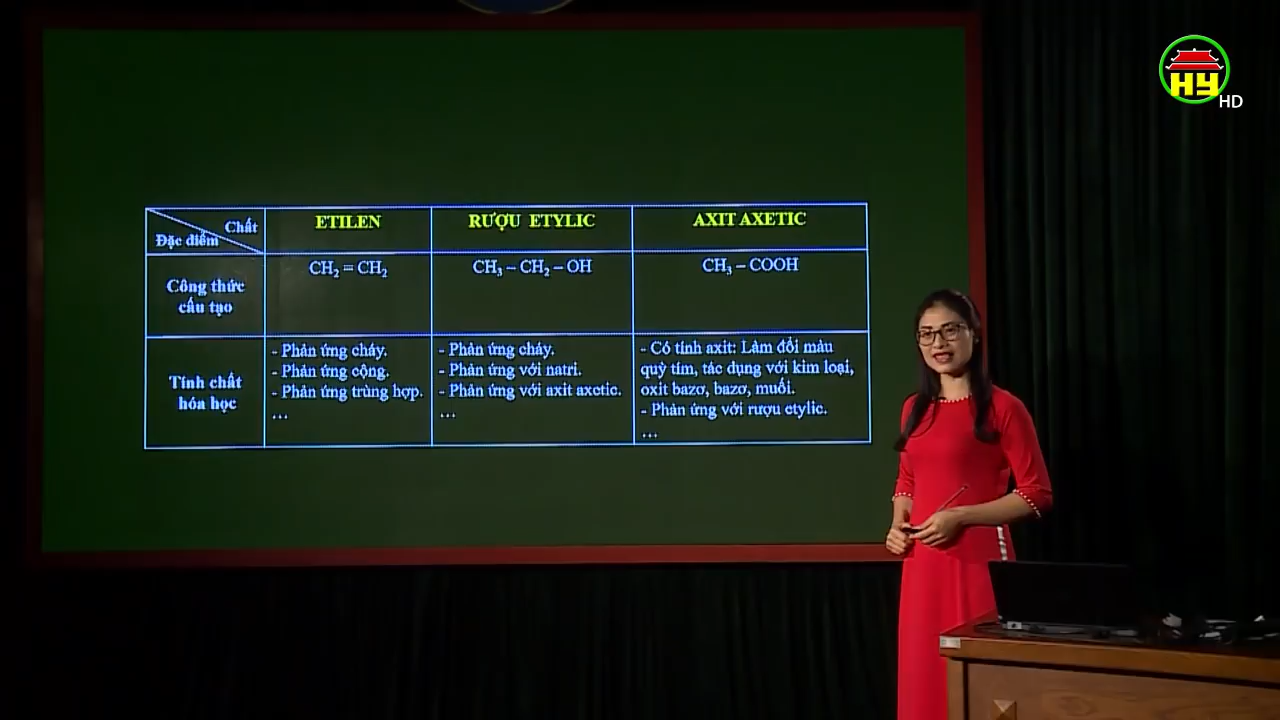 HY
HD
Chất
Đặc điểm
ETILEN
RƯỢU ETYLIC
AXIT AXETIC
Công thức
cấu tạo
CH₂ = CH₂
CH₃ – CH₂ – OH
CH₃ – COOH
Tính chất
hóa học
- Phản ứng cháy.
- Phản ứng cộng.
- Phản ứng trùng hợp.
...
- Phản ứng cháy.
- Phản ứng với natri.
- Phản ứng với axit axetic.
...
- Có tính axit: Làm đổi màu
quỳ tím, tác dụng với kim loại,
oxit bazơ, bazơ, muối.
- Phản ứng với rượu etylic.
...